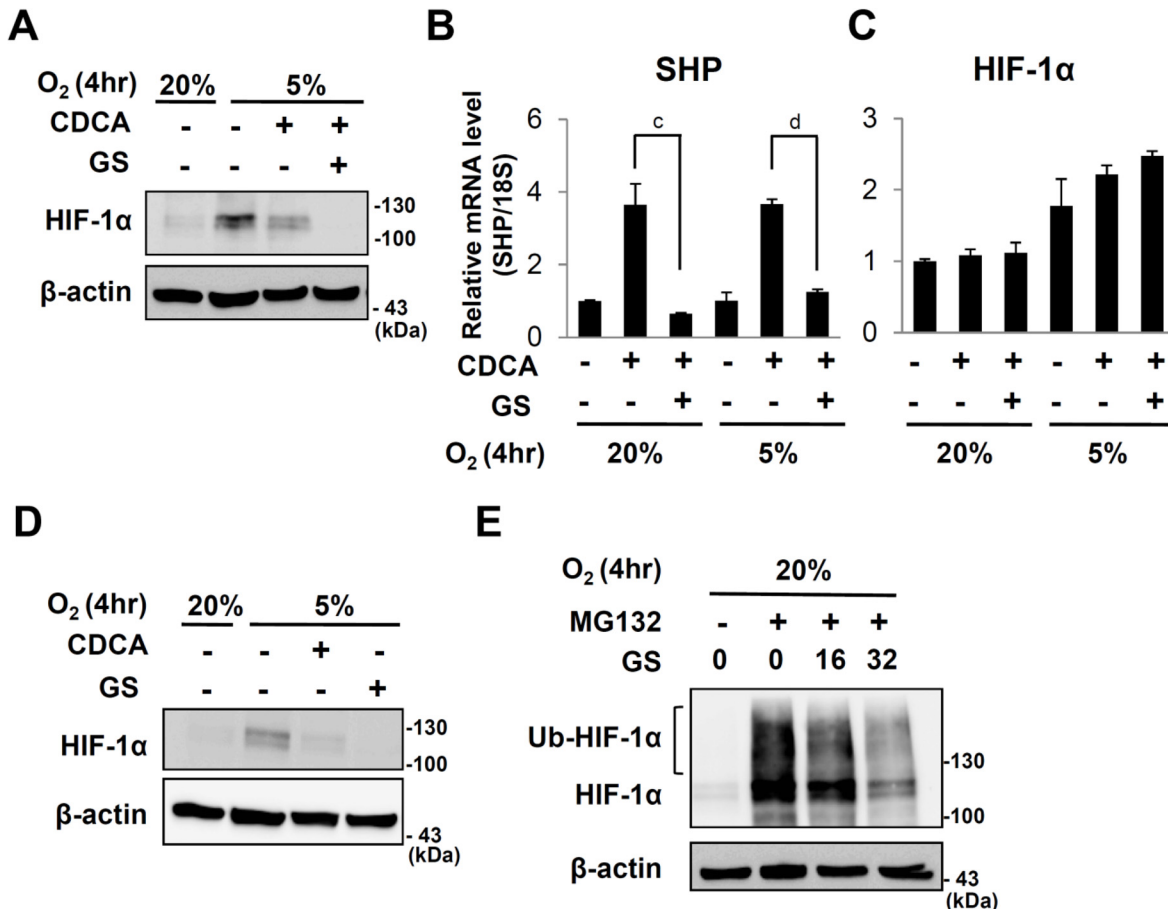 A
O₂ (4hr) 20% 5%
CDCA - - + +
GS - - - +
HIF-1α
-130
-100
β-actin
- 43
(kDa)
B
SHP
Relative mRNA level
(SHP/18S)
6
4
2
0
c
d
CDCA - + + - + +
GS - - + - - +
O₂ (4hr) 20% 5%
C
HIF-1α
3
2
1
0
- + + - + +
- - + - - +
20% 5%
D
O₂ (4hr) 20% 5%
CDCA - - + -
GS - - - +
HIF-1α
-130
-100
β-actin
- 43
(kDa)
E
O₂ (4hr) 20%
MG132 - + + +
GS 0 0 16 32
Ub-HIF-1α
-130
HIF-1α
-100
β-actin
- 43
(kDa)